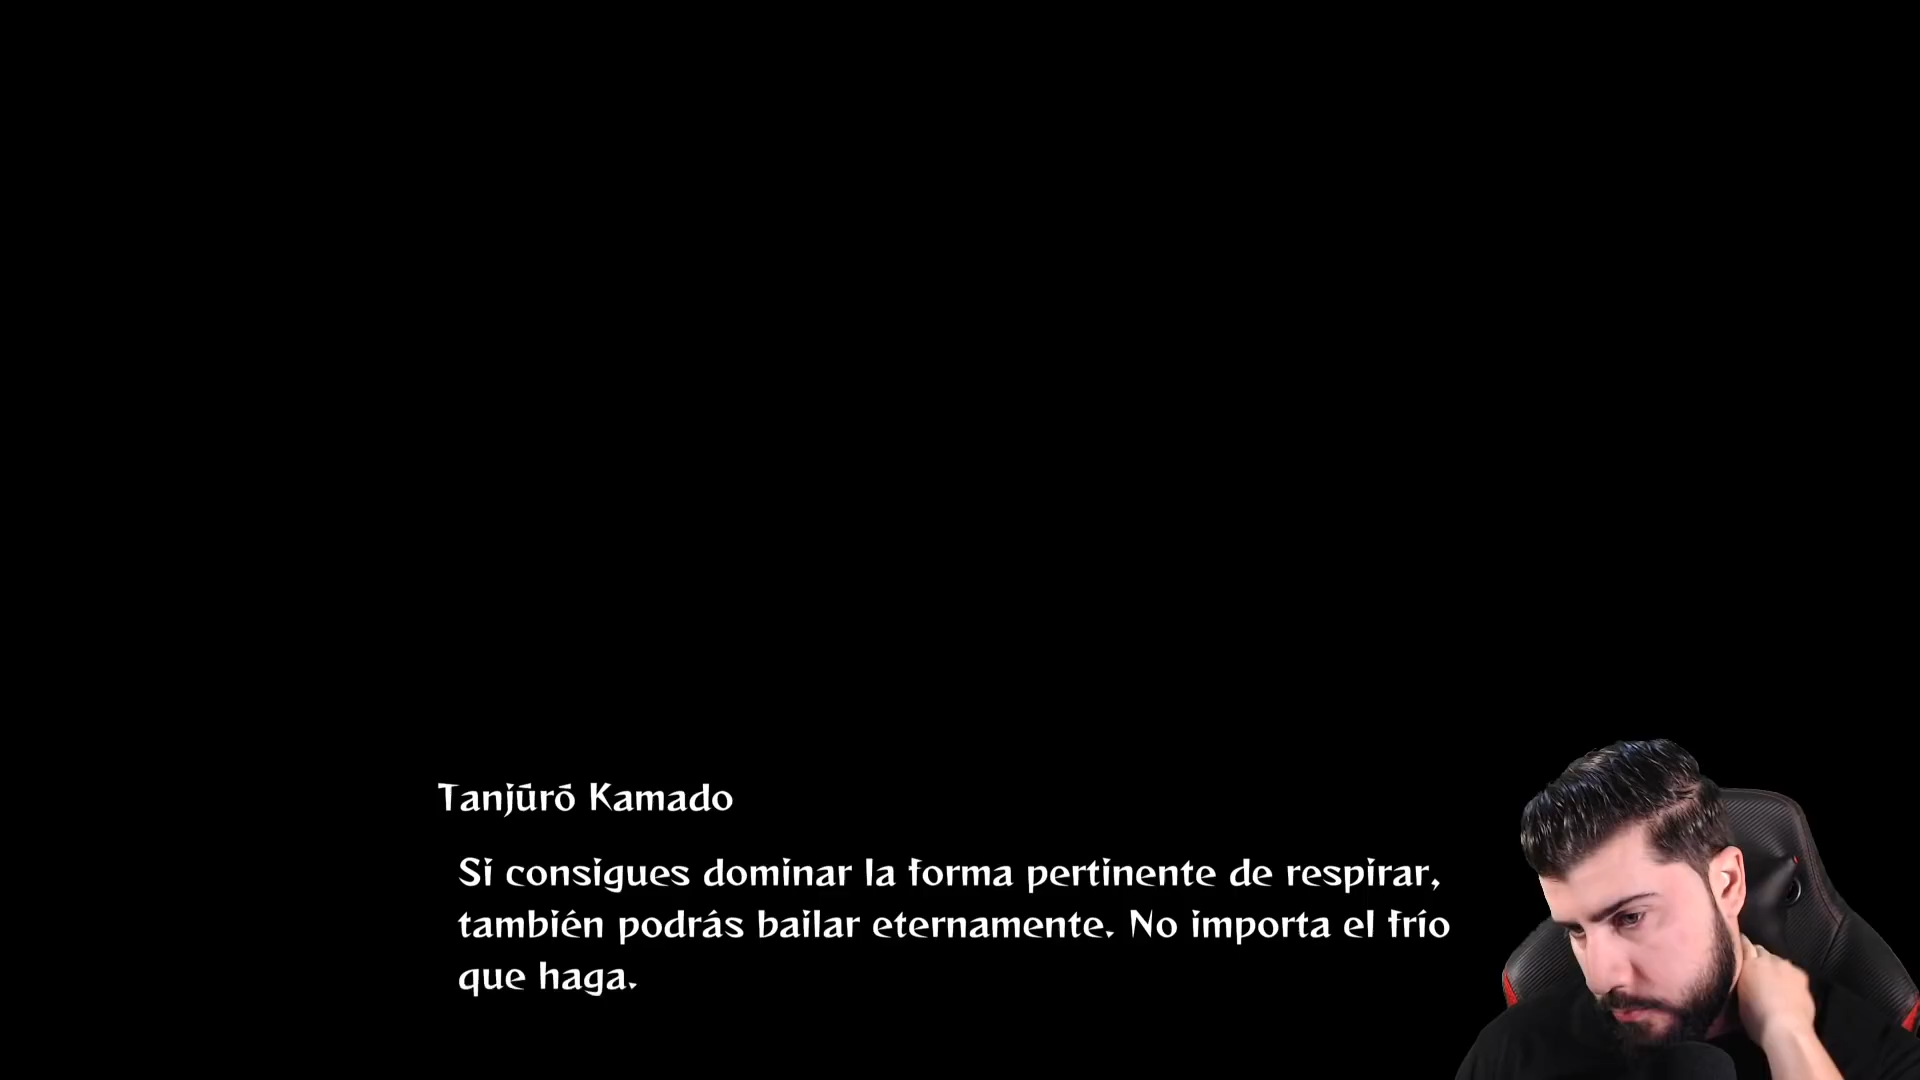 Tanjūrō Kamado
Si consigues dominar la forma pertinente de respirar,
también podrás bailar eternamente. No importa el frío
que haga.